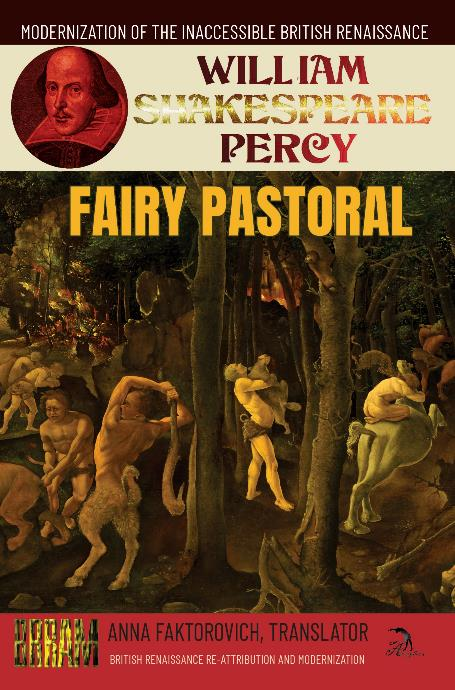 MODERNIZATION OF THE INACCESSIBLE BRITISH RENAISSANCE
WILLIAM
SHAKESPEARE
PERCY
FAIRY PASTORAL
BRRAM
ANNA FAKTOROVICH, TRANSLATOR
BRITISH RENAISSANCE RE-ATTRIBUTION AND MODERNIZATION